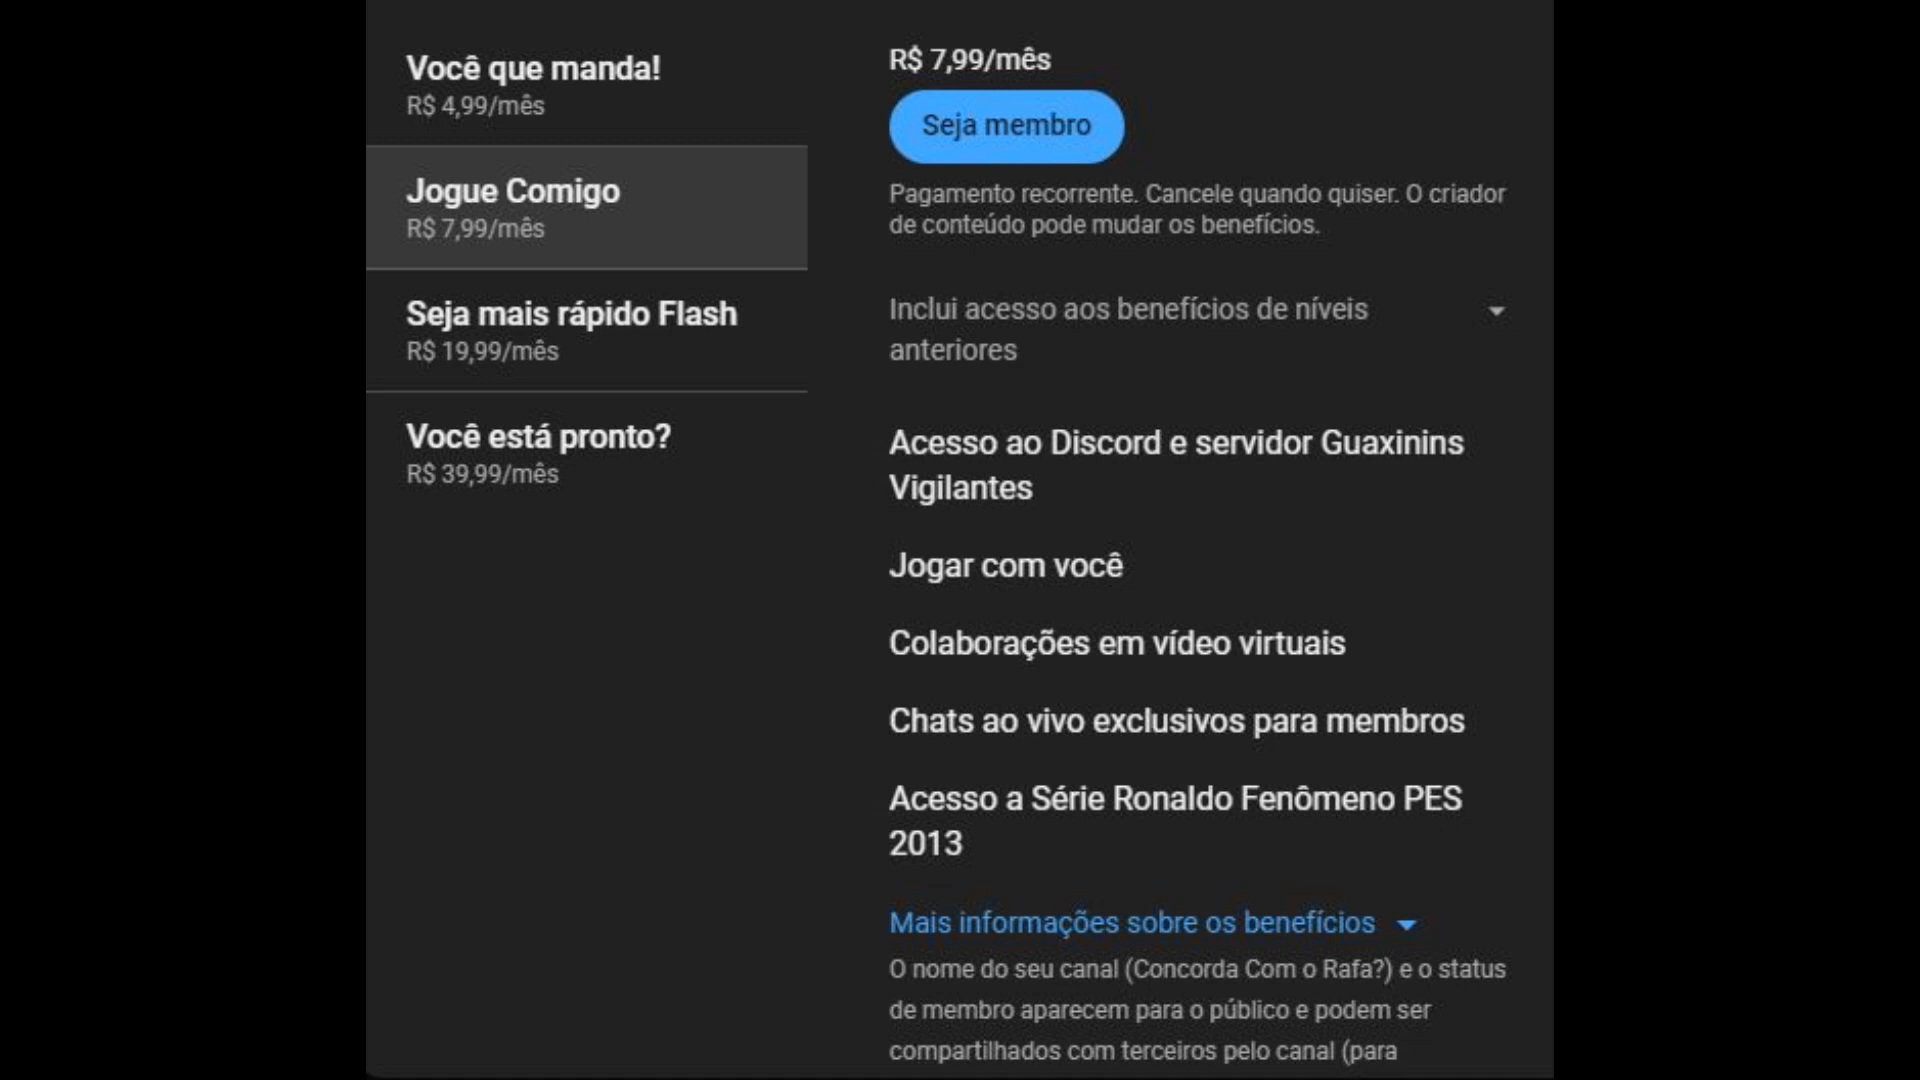 Você que manda!
R$ 4,99/mês
Jogue Comigo
R$ 7,99/mês
Seja mais rápido Flash
R$ 19,99/mês
Você está pronto?
R$ 39,99/mês
R$ 7,99/mês
Seja membro
Pagamento recorrente. Cancele quando quiser. O criador
de conteúdo pode mudar os benefícios.
Inclui acesso aos benefícios de níveis
anteriores
Acesso ao Discord e servidor Guaxinins
Vigilantes
Jogar com você
Colaborações em vídeo virtuais
Chats ao vivo exclusivos para membros
Acesso a Série Ronaldo Fenômeno PES
2013
Mais informações sobre os benefícios
O nome do seu canal (Concorda Com o Rafa?) e o status
de membro aparecem para o público e podem ser
compartilhados com terceiros pelo canal (para